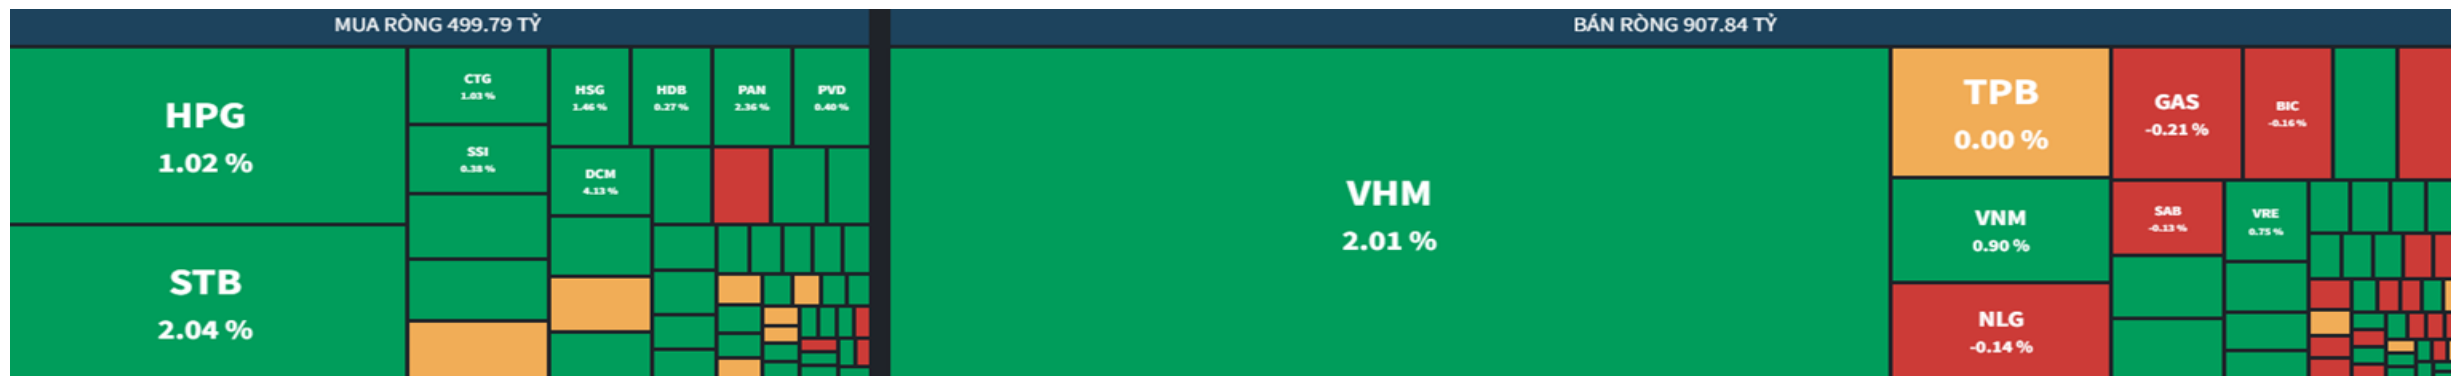 MUA RÒNG 499.79 TỶ
HPG
1.02 %
STB
2.04 %
CTG
1.03 %
SSI
0.38 %
HSG
1.46 %
HDB
0.27 %
PAN
2.36 %
PVD
0.40 %
DCM
4.13 %
BÁN RÒNG 907.84 TỶ
VHM
2.01 %
TPB
0.00 %
VNM
0.90 %
NLG
-0.14 %
GAS
-0.21 %
BIC
-0.16 %
SAB
-0.13 %
VRE
0.75 %